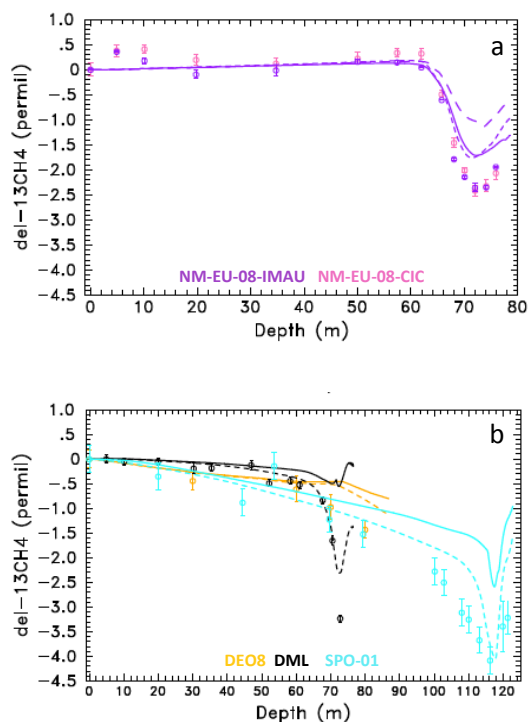 a
1.0
.5
0
-.5
-1.0
-1.5
-2.0
-2.5
-3.0
-3.5
-4.0
-4.5
del-13CH4 (permil)
NM-EU-08-IMAU NM-EU-08-CIC
0 10 20 30 40 50 60 70 80
Depth (m)
b
1.0
.5
0
-.5
-1.0
-1.5
-2.0
-2.5
-3.0
-3.5
-4.0
-4.5
del-13CH4 (permil)
DEO8 DML SPO-01
0 10 20 30 40 50 60 70 80 90 100 110 120
Depth (m)